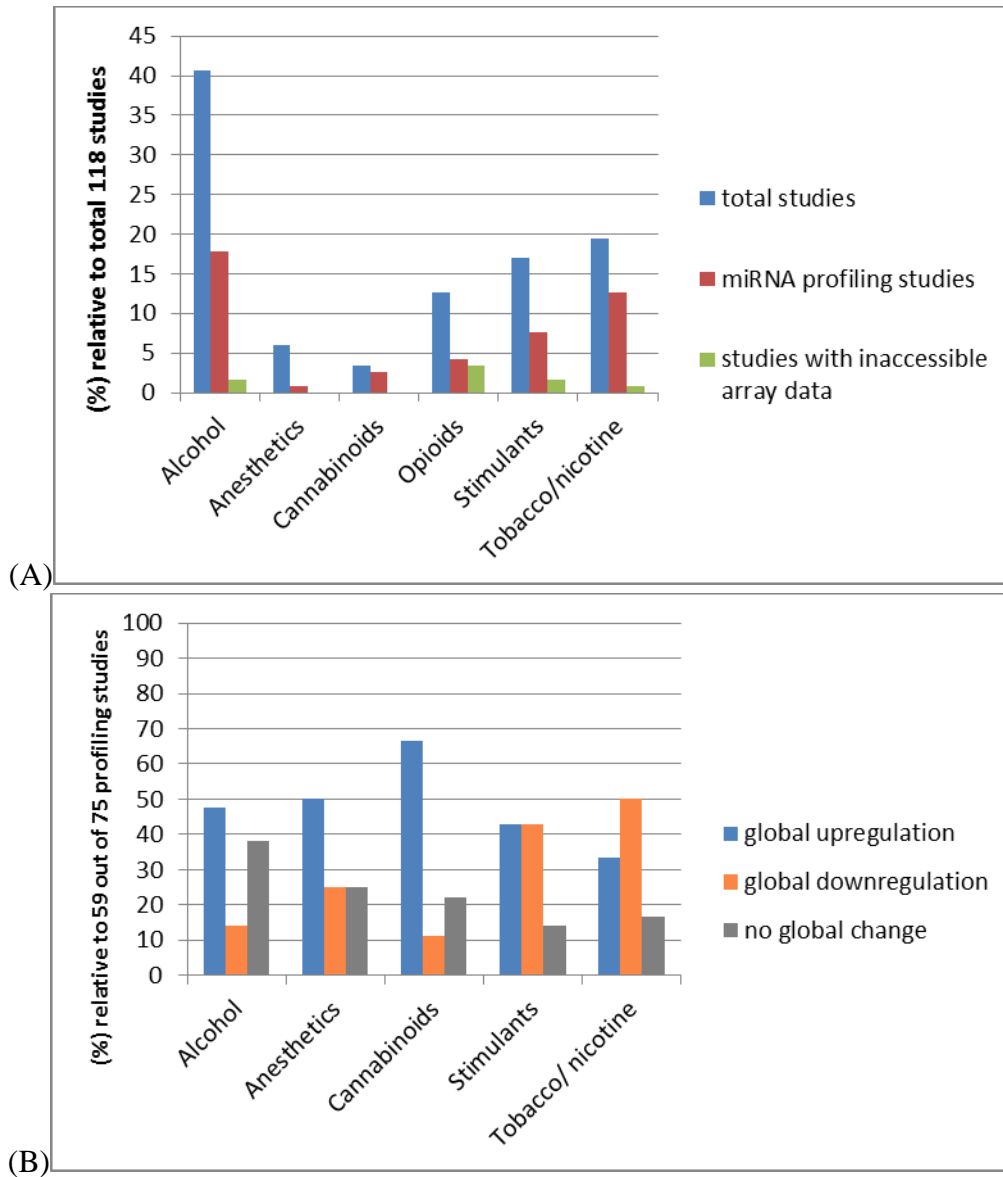 (%) relative to total 118 studies
45
40
35
30
25
20
15
10
5
0
Alcohol
Anesthetics
Cannabinoids
Opioids
Stimulants
Tobacco/nicotine
total studies
miRNA profiling studies
studies with inaccessible
array data
(A)
(%) relative to 59 out of 75 profiling studies
100
90
80
70
60
50
40
30
20
10
0
Alcohol
Anesthetics
Cannabinoids
Stimulants
Tobacco/ nicotine
global upregulation
global downregulation
no global change
(B)